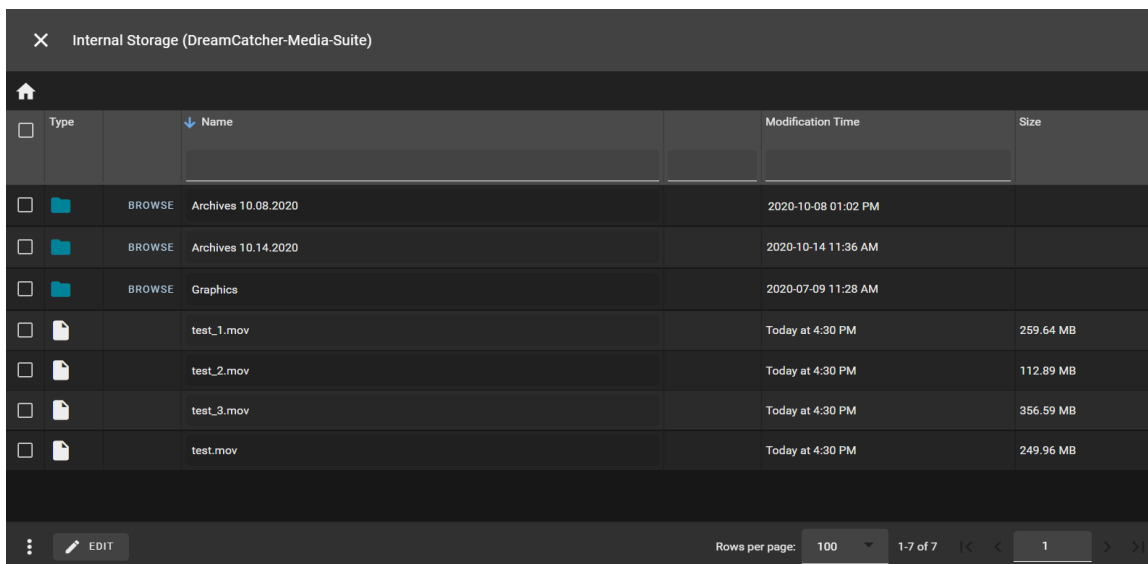 Internal Storage (DreamCatcher-Media-Suite)
Type Name Modification Time Size
BROWSE Archives 10.08.2020 2020-10-08 01:02 PM
BROWSE Archives 10.14.2020 2020-10-14 11:36 AM
BROWSE Graphics 2020-07-09 11:28 AM
test_1.mov Today at 4:30 PM 259.64 MB
test_2.mov Today at 4:30 PM 112.89 MB
test_3.mov Today at 4:30 PM 356.59 MB
test.mov Today at 4:30 PM 249.96 MB
EDIT Rows per page: 100 1-7 of 7 1